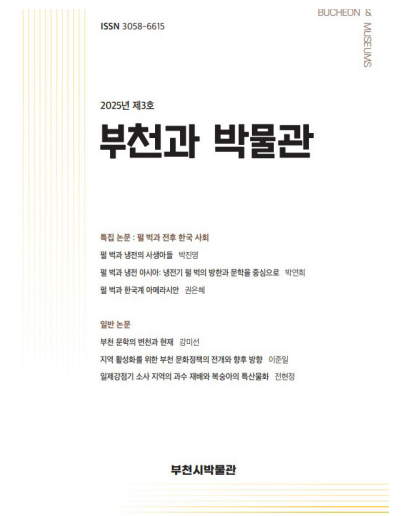 BUCHEON &
MUSEUMS
ISSN 3058-6615
2025년 제3호
부천과 박물관
특집 논문 : 펄 벅과 전후 한국 사회
펄 벅과 냉전의 사생아들 박진영
펄 벅과 냉전 아시아: 냉전기 펄 벅의 방한과 문학을 중심으로 박연희
펄 벅과 한국계 아메라시안 권은혜
일반 논문
부천 문학의 변천과 현재 강미선
지역 활성화를 위한 부천 문화정책의 전개와 향후 방향 이준일
일제강점기 소사 지역의 과수 재배와 복숭아의 특산물화 전현정
부천시박물관